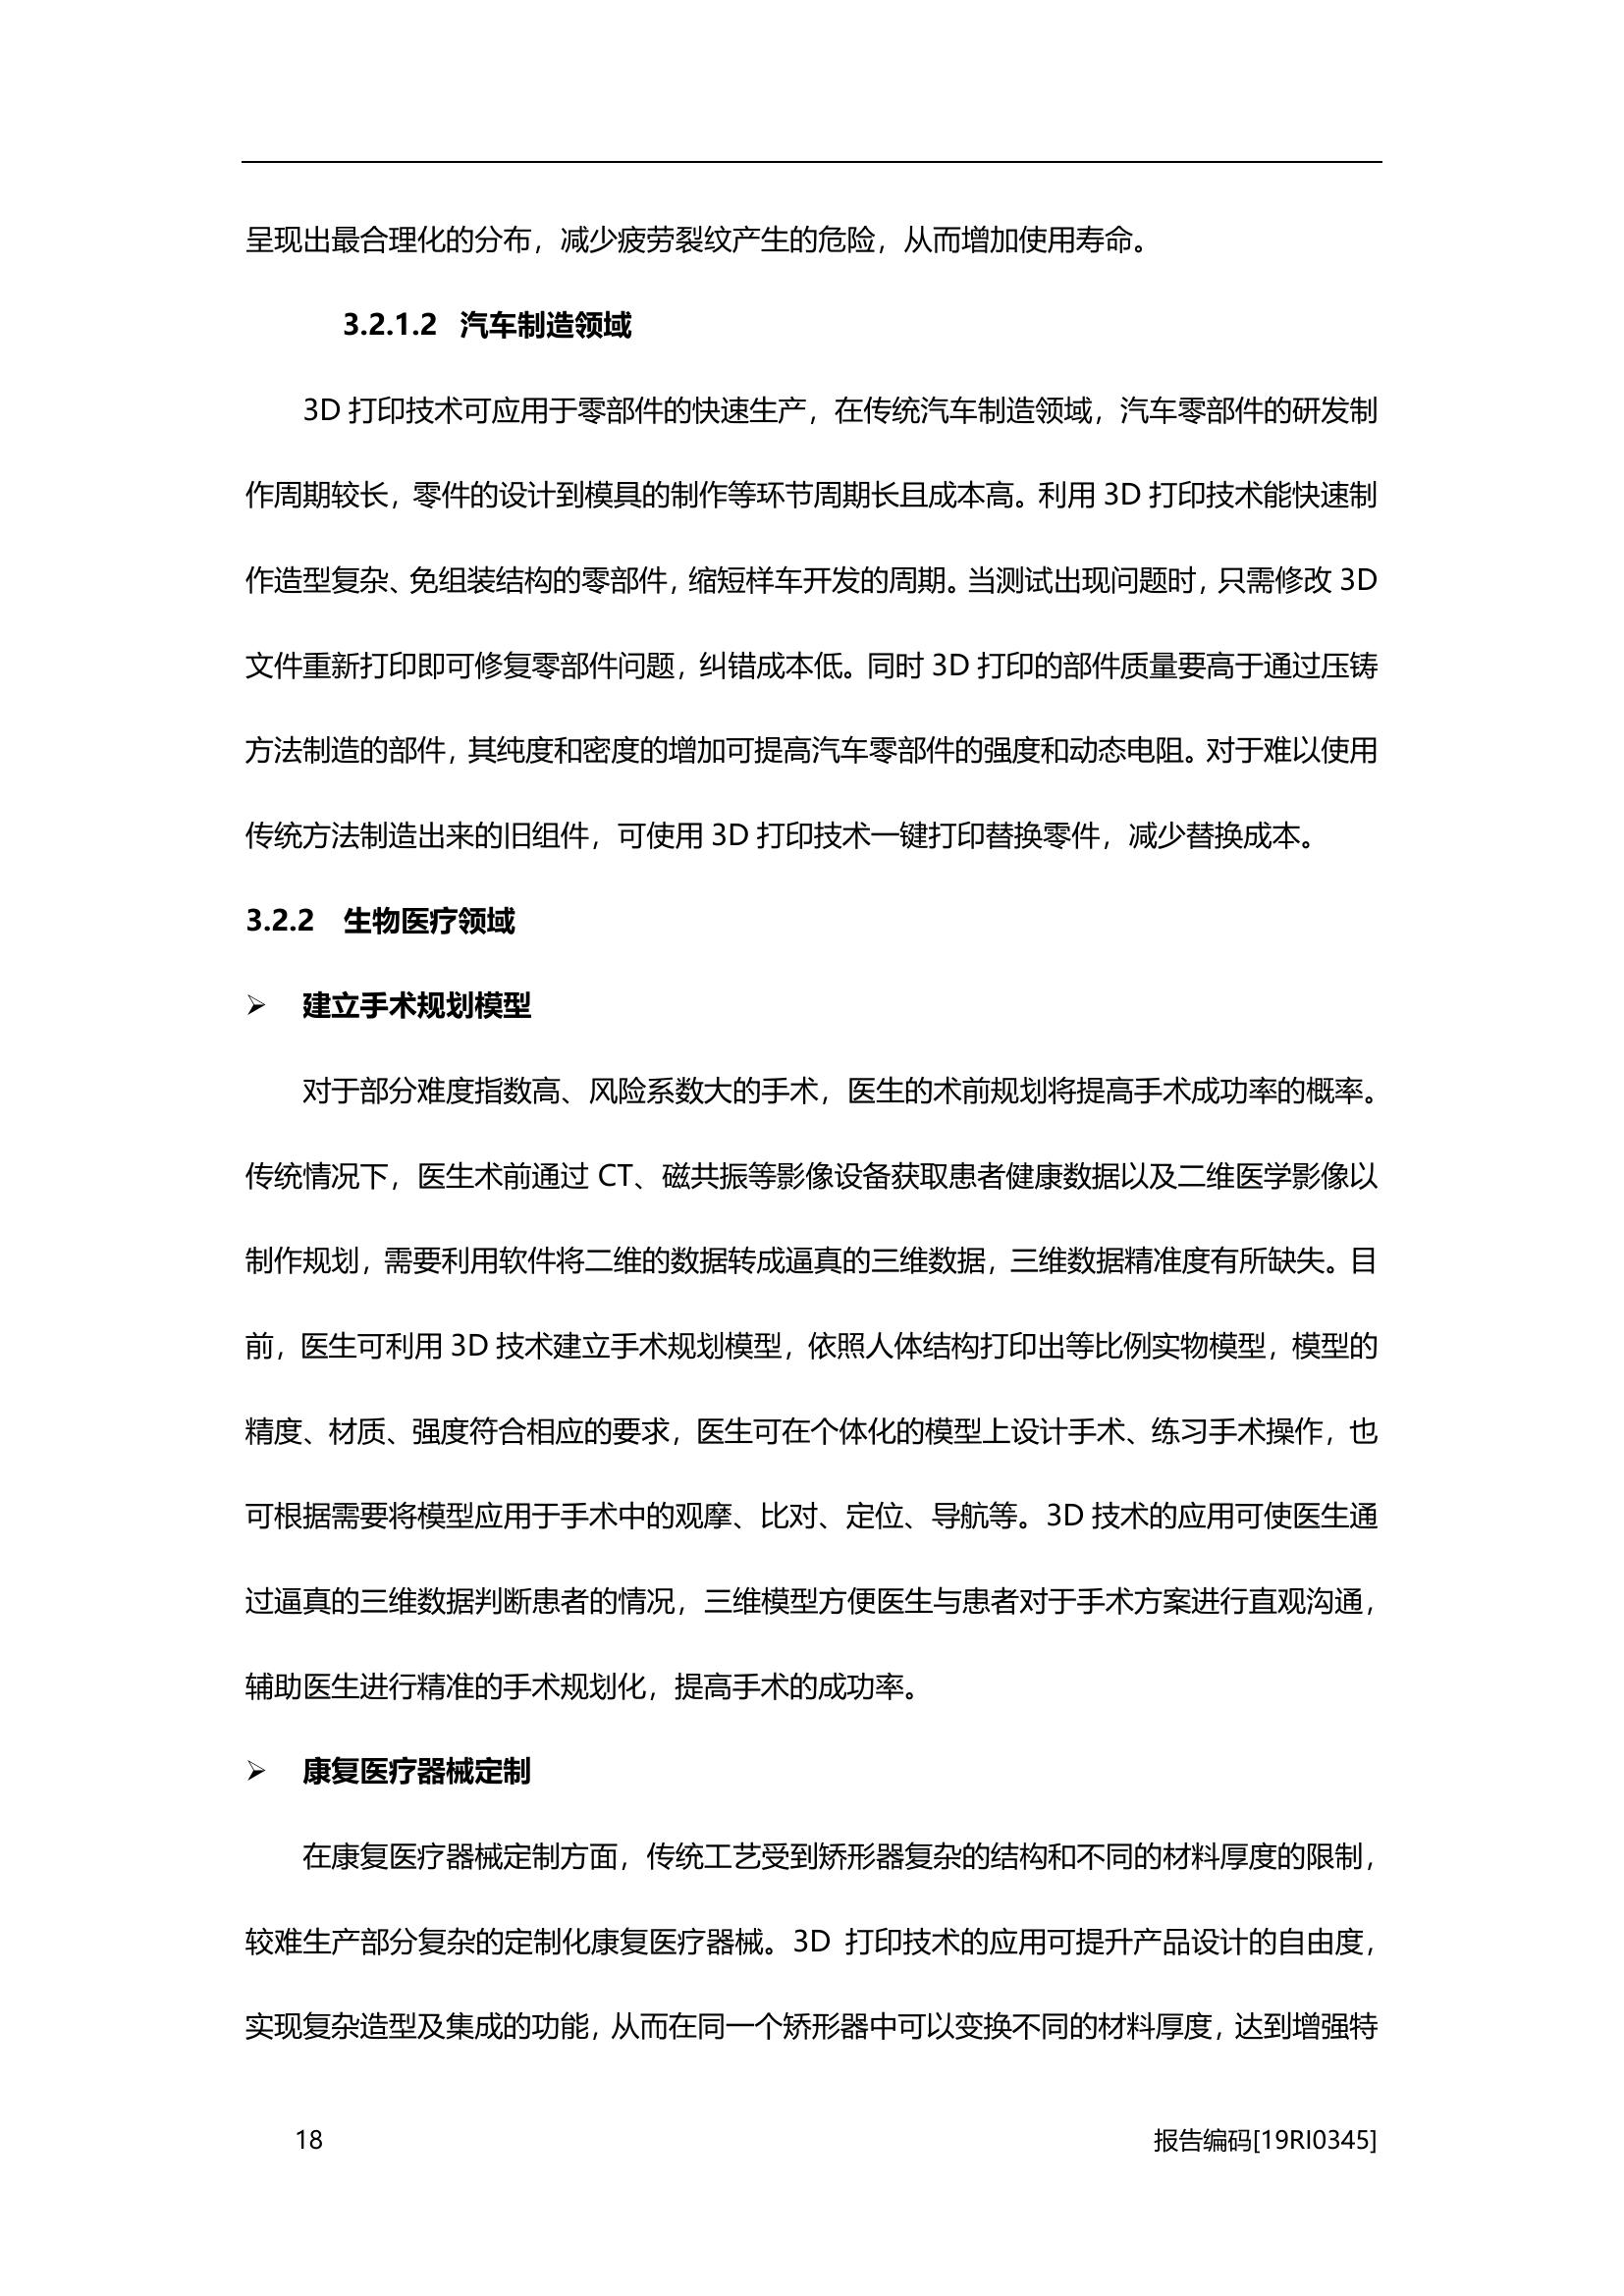 呈现出最合理化的分布，减少疲劳裂纹产生的危险，从而增加使用寿命。
3.2.1.2 汽车制造领域
3D 打印技术可应用于零部件的快速生产，在传统汽车制造领域，汽车零部件的研发制
作周期较长，零件的设计到模具的制作等环节周期长且成本高。利用 3D 打印技术能快速制
作造型复杂、免组装结构的零部件，缩短样车开发的周期。当测试出现问题时，只需修改 3D
文件重新打印即可修复零部件问题，纠错成本低。同时 3D 打印的部件质量要高于通过压铸
方法制造的部件，其纯度和密度的增加可提高汽车零部件的强度和动态电阻。对于难以使用
传统方法制造出来的旧组件，可使用 3D 打印技术一键打印替换零件，减少替换成本。
3.2.2 生物医疗领域
➢ 建立手术规划模型
对于部分难度指数高、风险系数大的手术，医生的术前规划将提高手术成功率的概率。
传统情况下，医生术前通过 CT、磁共振等影像设备获取患者健康数据以及二维医学影像以
制作规划，需要利用软件将二维的数据转成逼真的三维数据，三维数据精准度有所缺失。目
前，医生可利用 3D 技术建立手术规划模型，依照人体结构打印出等比例实物模型，模型的
精度、材质、强度符合相应的要求，医生可在个体化的模型上设计手术、练习手术操作，也
可根据需要将模型应用于手术中的观摩、比对、定位、导航等。3D 技术的应用可使医生通
过逼真的三维数据判断患者的情况，三维模型方便医生与患者对于手术方案进行直观沟通，
辅助医生进行精准的手术规划化，提高手术的成功率。
➢ 康复医疗器械定制
在康复医疗器械定制方面，传统工艺受到矫形器复杂的结构和不同的材料厚度的限制，
较难生产部分复杂的定制化康复医疗器械。3D 打印技术的应用可提升产品设计的自由度，
实现复杂造型及集成的功能，从而在同一个矫形器中可以变换不同的材料厚度，达到增强特
18 报告编码[19RI0345]